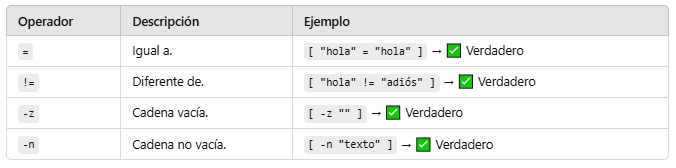 Operador Descripción Ejemplo
= Igual a. [ "hola" = "hola" ] → ✅ Verdadero
!= Diferente de. [ "hola" != "adiós" ] → ✅ Verdadero
-z Cadena vacía. [ -z "" ] → ✅ Verdadero
-n Cadena no vacía. [ -n "texto" ] → ✅ Verdadero